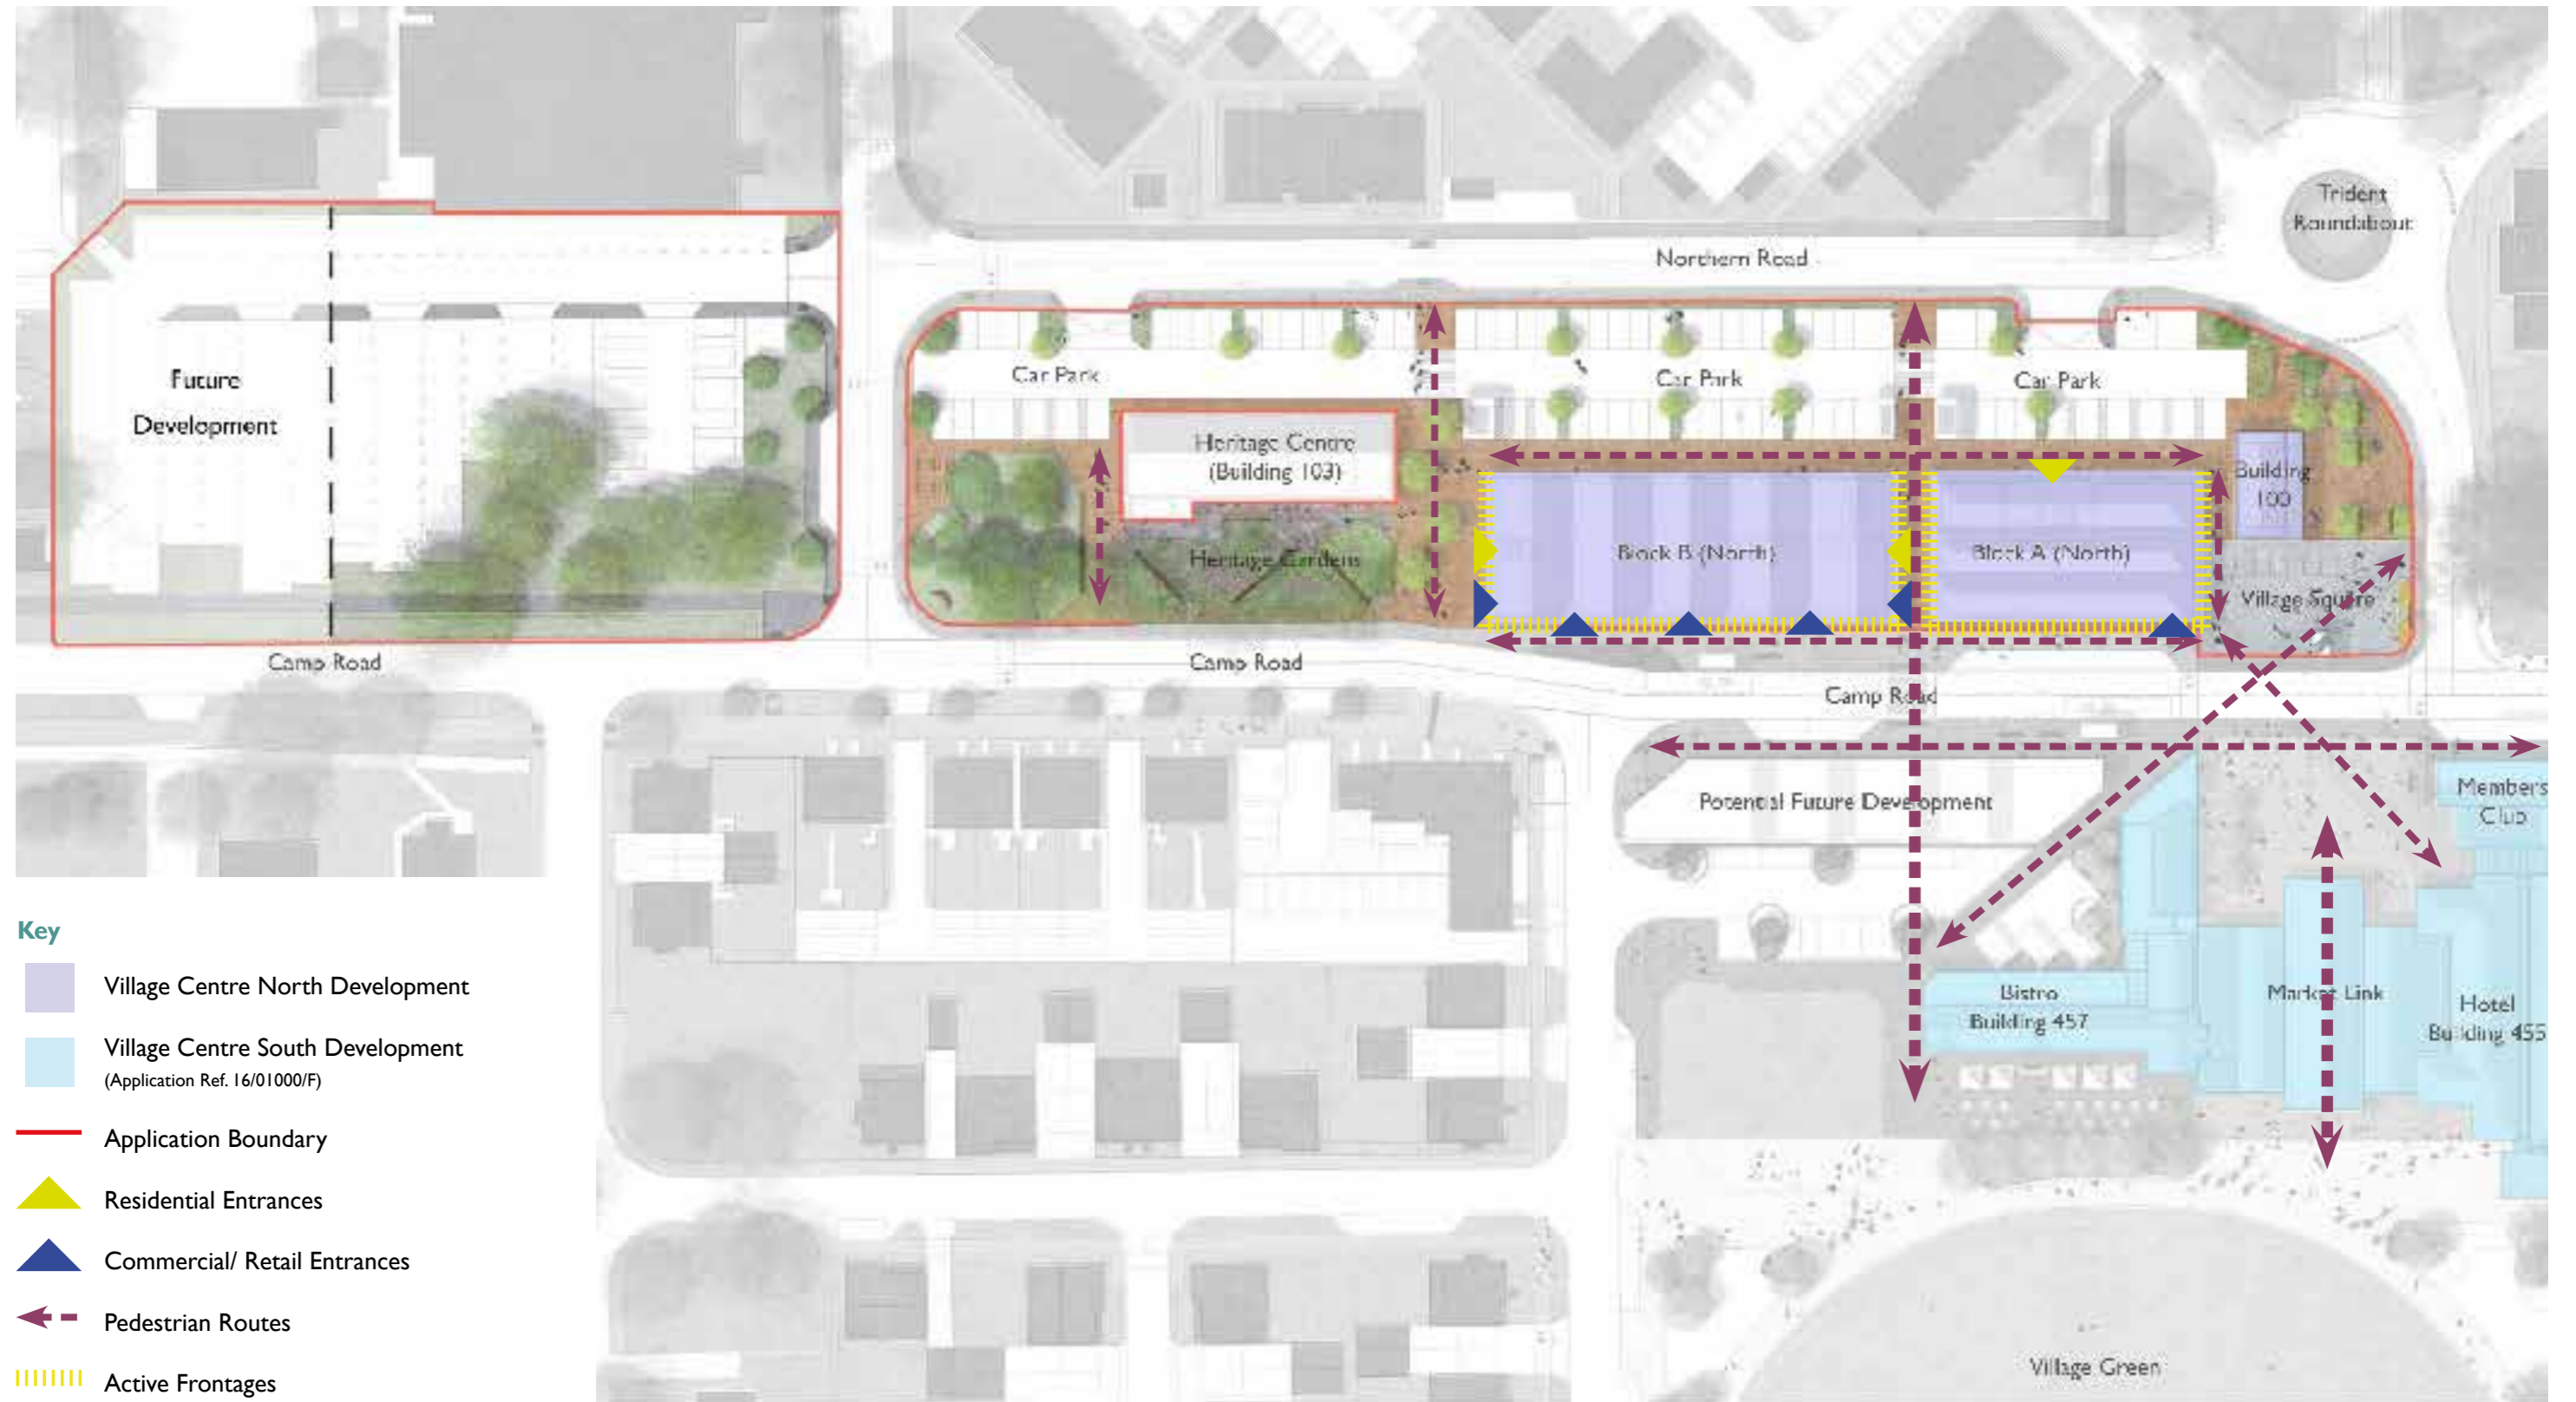 Trident
Roundabout
Northern Road
Future
Development
Car Park
Car Park
Car Park
Heritage Centre
(Building 103)
Building
100
Heritage Gardens
Block B (North)
Block A (North)
Village Square
Camp Road
Camp Road
Camp Road
Potential Future Development
Members
Club
Bistro
Building 457
Market Link
Hotel
Building 455
Village Green
Key
Village Centre North Development
Village Centre South Development
(Application Ref. 16/01000/F)
Application Boundary
Residential Entrances
Commercial/ Retail Entrances
Pedestrian Routes
Active Frontages